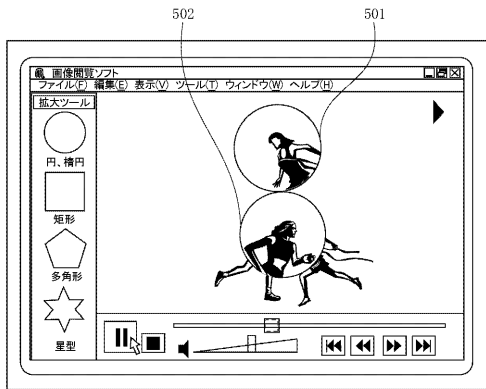 502
501
画像閲覧ソフト
ファイル(F) 編集(E) 表示(V) ツール(T) ウィンドウ(W) ヘルプ(H)
拡大ツール
円、楕円
矩形
多角形
星型